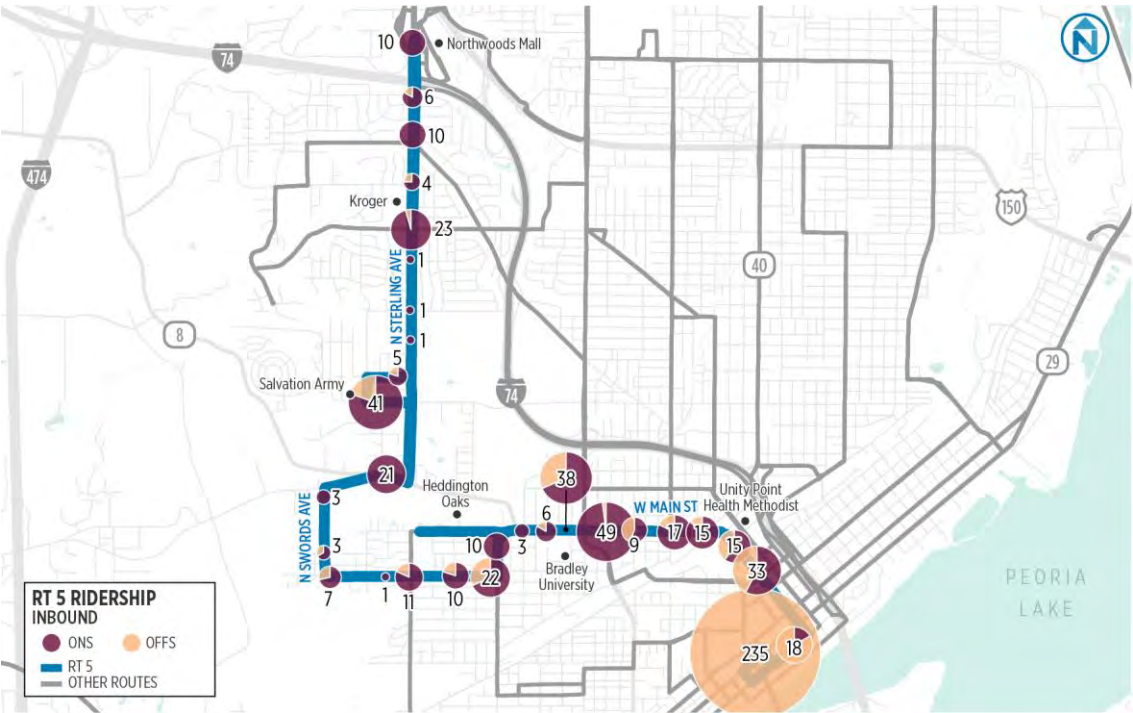 N
10
Northwoods Mall
74
6
10
474
4
Kroger
23
150
1
40
N STERLING AVE
1
8
1
29
5
Salvation Army
41
74
21
38
Heddington
Oaks
Unity Point
Health Methodist
W MAIN ST
3
N SWORDS AVE
6
49
9
17
15
3
10
15
3
Bradley
University
33
22
7
1
11
10
PEORIA
LAKE
235
18
RT 5 RIDERSHIP
INBOUND
ONS
OFFS
RT 5
OTHER ROUTES